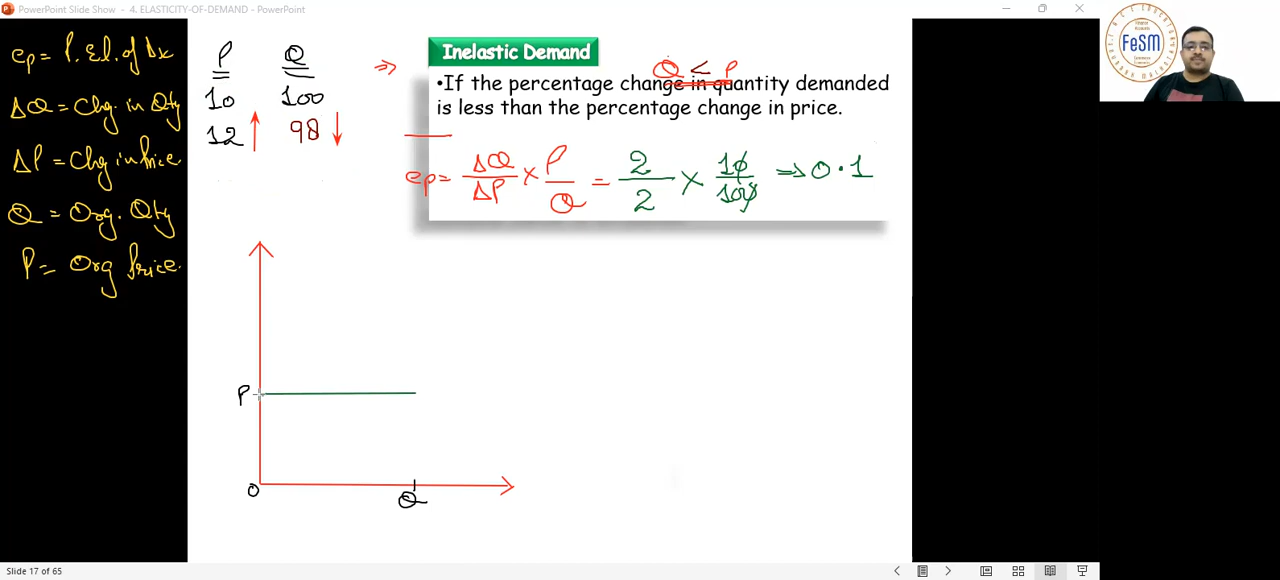 PowerPoint Slide Show - 4. ELASTICITY-OF-DEMAND - PowerPoint
ep = P. El. of Dx
ΔQ = Chg. in Qty
ΔP = Chg in Price
Q = Org. Qty
P = Org Price.
P Q
10 100
12 98
⇒
Inelastic Demand
Q < P
•If the percentage change in quantity demanded
is less than the percentage change in price.
ep = ΔQ/ΔP × P/Q = 2/2 × 10/100 ⇒ 0.1
P
O
Q
FeSM
Slide 17 of 65